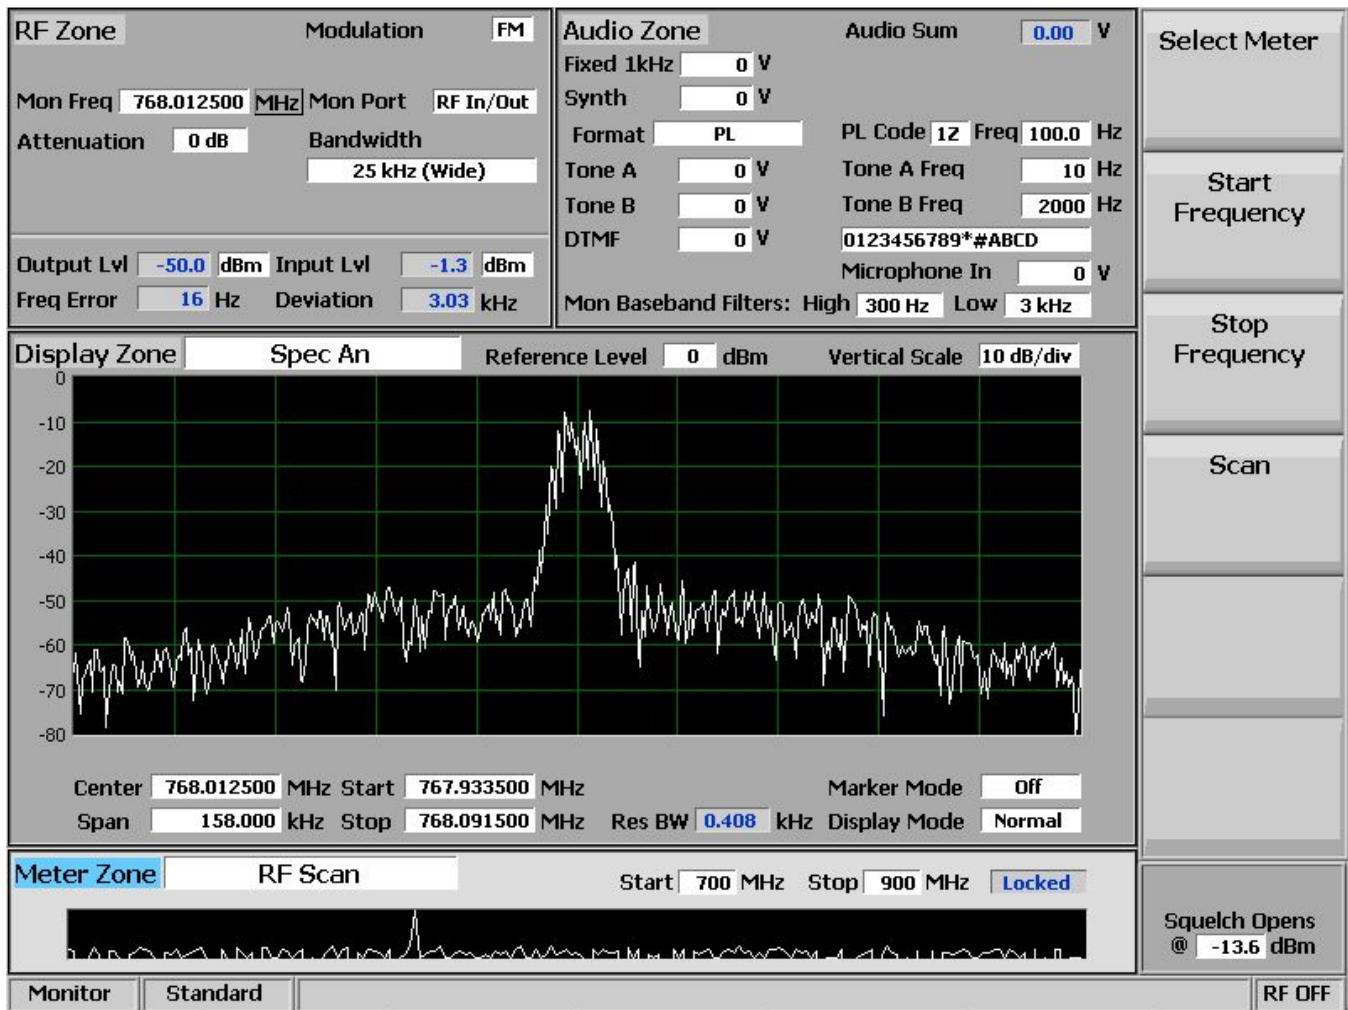 RF Zone Modulation FM
Mon Freq 768.012500 MHz Mon Port RF In/Out
Attenuation 0 dB Bandwidth
25 kHz (Wide)
Output Lvl -50.0 dBm Input Lvl -1.3 dBm
Freq Error 16 Hz Deviation 3.03 kHz
Audio Zone Audio Sum 0.00 V
Fixed 1kHz 0 V
Synth 0 V
Format PL PL Code 1Z Freq 100.0 Hz
Tone A 0 V Tone A Freq 10 Hz
Tone B 0 V Tone B Freq 2000 Hz
DTMF 0 V 0123456789*#ABCD
Microphone In 0 V
Mon Baseband Filters: High 300 Hz Low 3 kHz
Display Zone Spec An Reference Level 0 dBm Vertical Scale 10 dB/div
0
-10
-20
-30
-40
-50
-60
-70
-80
Center 768.012500 MHz Start 767.933500 MHz Marker Mode Off
Span 158.000 kHz Stop 768.091500 MHz Res BW 0.408 kHz Display Mode Normal
Meter Zone RF Scan Start 700 MHz Stop 900 MHz Locked
Select Meter
Start
Frequency
Stop
Frequency
Scan
Squelch Opens
@ -13.6 dBm
Monitor Standard RF OFF